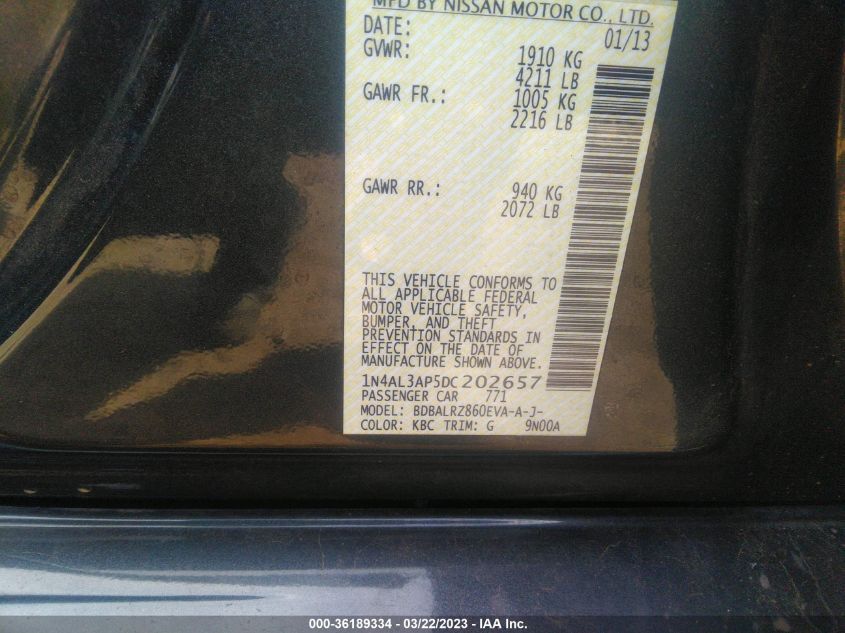 MFD BY NISSAN MOTOR CO., LTD.
DATE: 01/13
GVWR: 1910 KG
4211 LB
GAWR FR.: 1005 KG
2216 LB
GAWR RR.: 940 KG
2072 LB
THIS VEHICLE CONFORMS TO
ALL APPLICABLE FEDERAL
MOTOR VEHICLE SAFETY,
BUMPER, AND THEFT
PREVENTION STANDARDS IN
EFFECT ON THE DATE OF
MANUFACTURE SHOWN ABOVE.
1N4AL3AP5DC202657
PASSENGER CAR 771
MODEL: BDBALRZ860EVA-A-J-
COLOR: KBC TRIM: G 9N00A
000-36189334 - 03/22/2023 - IAA Inc.